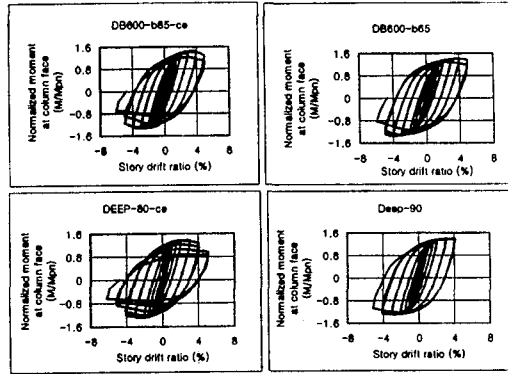 DB600-b65-ce
Normalized moment
at column face
(M/Mpn)
1.6
0.8
0
-0.8
-1.6
-8 -4 0 4 8
Story drift ratio (%)
DB600-b65
Normalized moment
at column face
(M/Mpn)
1.6
0.8
0
-0.8
-1.6
-8 -4 0 4 8
Story drift ratio (%)
DEEP-80-ce
Normalized moment
at column face
(M/Mpn)
1.6
0.8
0
-0.8
-1.6
-8 -4 0 4 8
Story drift ratio (%)
Deep-90
Normalized moment
at column face
(M/Mpn)
1.6
0.8
0
-0.8
-1.6
-8 -4 0 4 8
Story drift ratio (%)